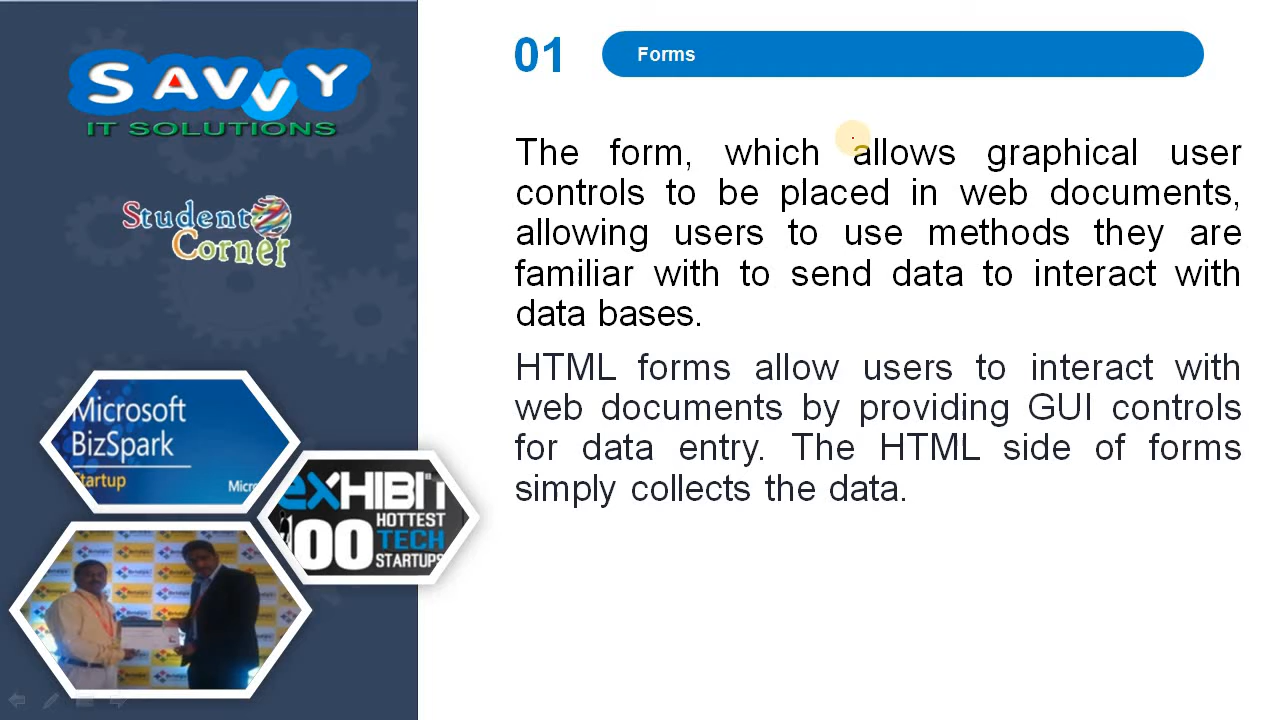 SAVVY
IT SOLUTIONS
Student
Corner
Microsoft
BizSpark
Startup
Micr
EXHIBIT
100
HOTTEST
TECH
STARTUPS
01
Forms
The form, which allows graphical user
controls to be placed in web documents,
allowing users to use methods they are
familiar with to send data to interact with
data bases.
HTML forms allow users to interact with
web documents by providing GUI controls
for data entry. The HTML side of forms
simply collects the data.